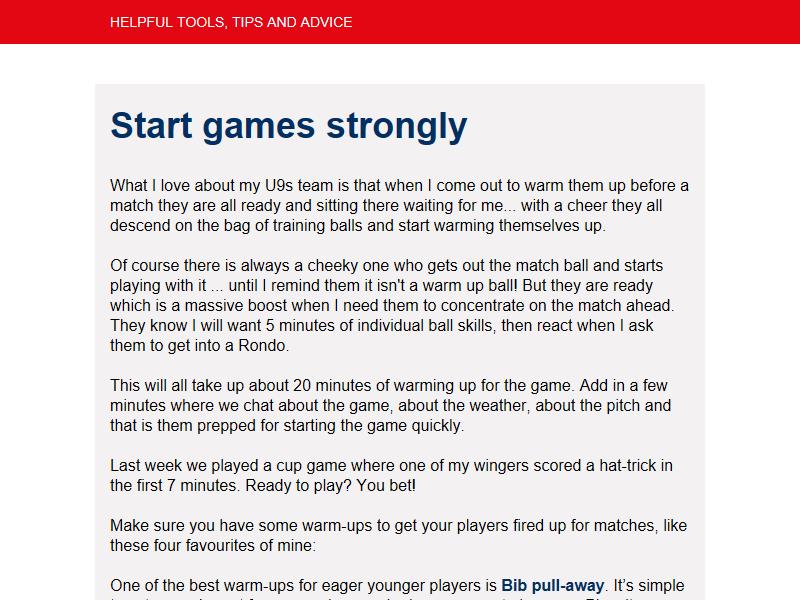 HELPFUL TOOLS, TIPS AND ADVICE
Start games strongly
What I love about my U9s team is that when I come out to warm them up before a
match they are all ready and sitting there waiting for me... with a cheer they all
descend on the bag of training balls and start warming themselves up.
Of course there is always a cheeky one who gets out the match ball and starts
playing with it ... until I remind them it isn't a warm up ball! But they are ready
which is a massive boost when I need them to concentrate on the match ahead.
They know I will want 5 minutes of individual ball skills, then react when I ask
them to get into a Rondo.
This will all take up about 20 minutes of warming up for the game. Add in a few
minutes where we chat about the game, about the weather, about the pitch and
that is them prepped for starting the game quickly.
Last week we played a cup game where one of my wingers scored a hat-trick in
the first 7 minutes. Ready to play? You bet!
Make sure you have some warm-ups to get your players fired up for matches, like
these four favourites of mine:
One of the best warm-ups for eager younger players is Bib pull-away. It’s simple